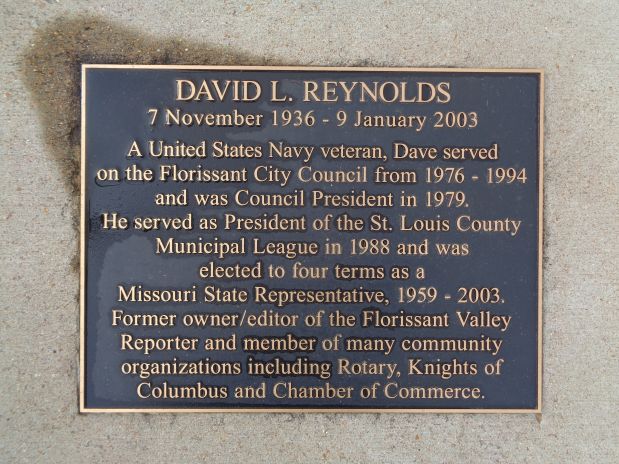 DAVID L. REYNOLDS
7 November 1936 - 9 January 2003
A United States Navy veteran, Dave served
on the Florissant City Council from 1976 - 1994
and was Council President in 1979.
He served as President of the St. Louis County
Municipal League in 1988 and was
elected to four terms as a
Missouri State Representative, 1959 - 2003.
Former owner/editor of the Florissant Valley
Reporter and member of many community
organizations including Rotary, Knights of
Columbus and Chamber of Commerce.